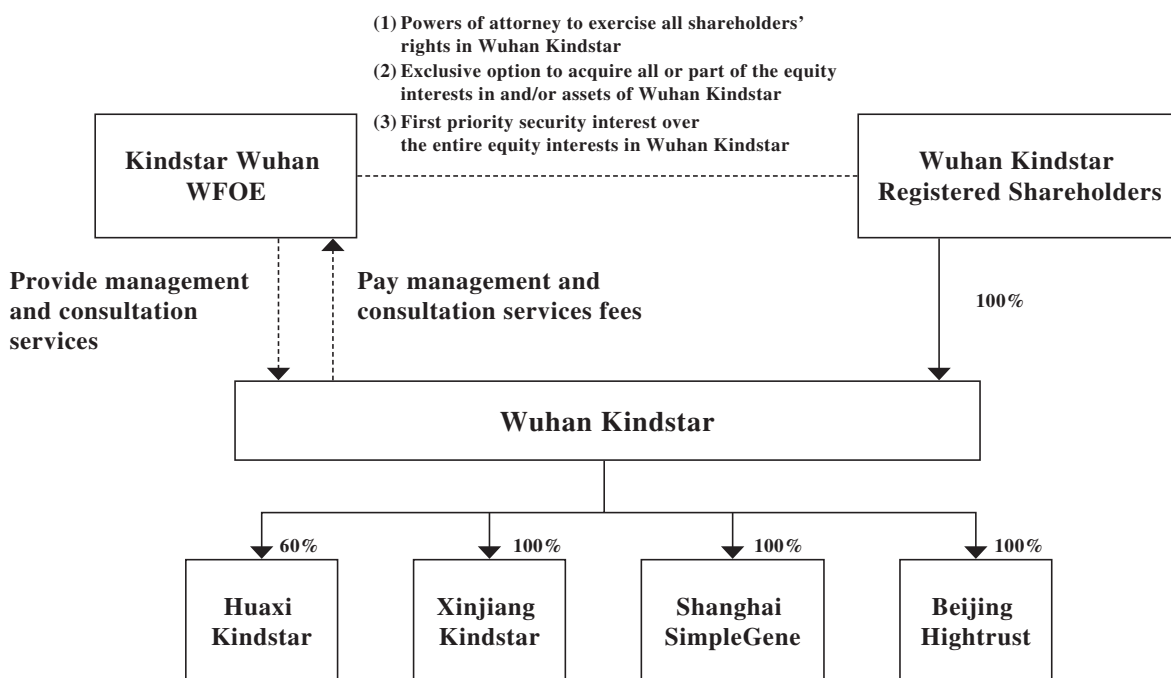 (1) Powers of attorney to exercise all shareholders’
rights in Wuhan Kindstar
(2) Exclusive option to acquire all or part of the equity
interests in and/or assets of Wuhan Kindstar
(3) First priority security interest over
the entire equity interests in Wuhan Kindstar
Kindstar Wuhan
WFOE
Wuhan Kindstar
Registered Shareholders
Provide management
and consultation
services
Pay management and
consultation services fees
100%
Wuhan Kindstar
60%
100%
100%
100%
Huaxi
Kindstar
Xinjiang
Kindstar
Shanghai
SimpleGene
Beijing
Hightrust